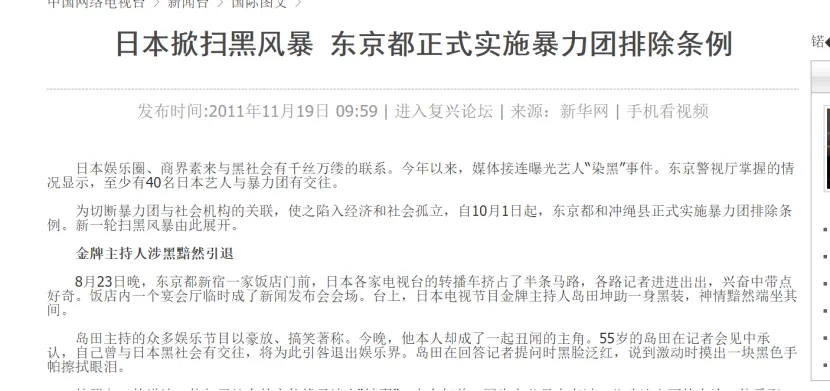 中国网络电视台 > 新闻台 > 国际图文 >
日本掀扫黑风暴 东京都正式实施暴力团排除条例
发布时间:2011年11月19日 09:59 | 进入复兴论坛 | 来源：新华网 | 手机看视频
日本娱乐圈、商界素来与黑社会有千丝万缕的联系。今年以来，媒体接连曝光艺人“染黑”事件。东京警视厅掌握的情
况显示，至少有40名日本艺人与暴力团有交往。
为切断暴力团与社会机构的关联，使之陷入经济和社会孤立，自10月1日起，东京都和冲绳县正式实施暴力团排除条
例。新一轮扫黑风暴由此展开。
金牌主持人涉黑黯然引退
8月23日晚，东京都新宿一家饭店门前，日本各家电视台的转播车挤占了半条马路，各路记者进进出出，兴奋中带点
好奇。饭店内一个宴会厅临时成了新闻发布会会场。台上，日本电视节目金牌主持人岛田坤助一身黑装，神情黯然端坐其
间。
岛田主持的众多娱乐节目以豪放、搞笑著称。今晚，他本人却成了一起丑闻的主角。55岁的岛田在记者会见中承
认，自己曾与日本黑社会有交往，将为此引咎退出娱乐界。岛田在回答记者提问时黑脸泛红，说到激动时摸出一块黑色手
帕擦拭眼泪。